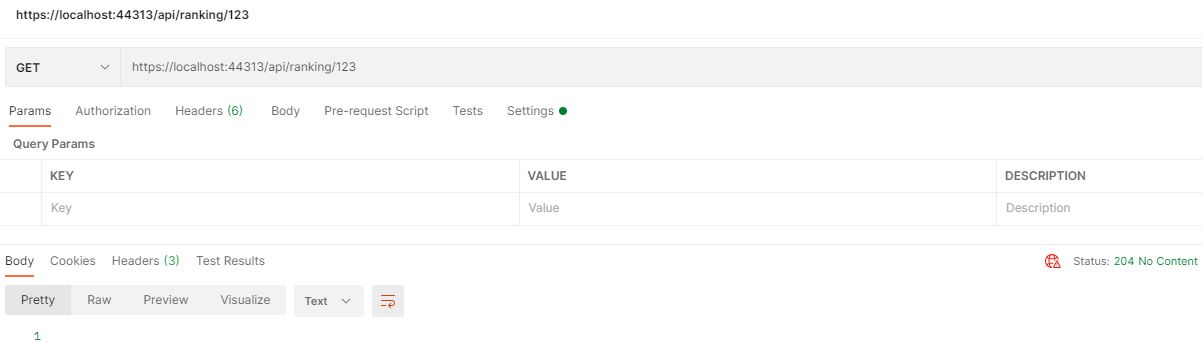 https://localhost:44313/api/ranking/123
GET https://localhost:44313/api/ranking/123
Params Authorization Headers (6) Body Pre-request Script Tests Settings
Query Params
KEY VALUE DESCRIPTION
Key Value Description
Body Cookies Headers (3) Test Results Status: 204 No Content
Pretty Raw Preview Visualize Text
1